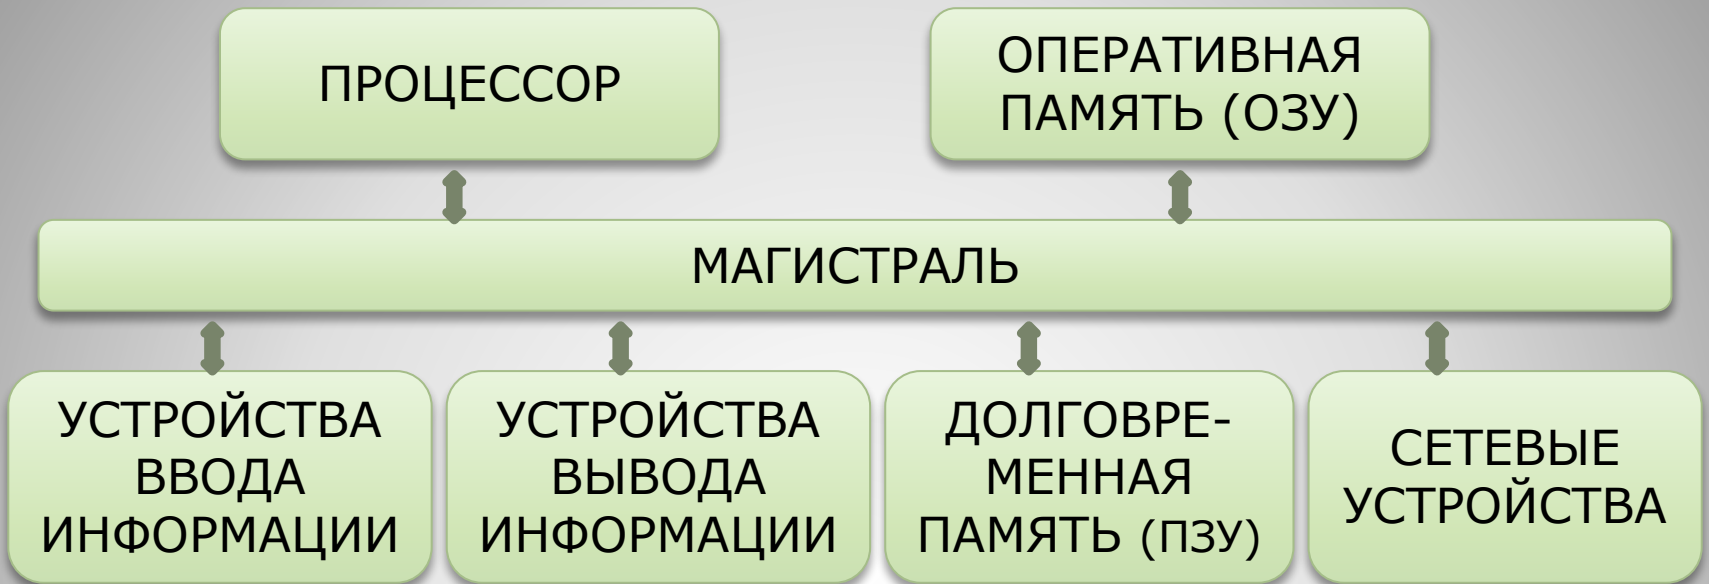 ПРОЦЕССОР
ОПЕРАТИВНАЯ
ПАМЯТЬ (ОЗУ)
МАГИСТРАЛЬ
УСТРОЙСТВА
ВВОДА
ИНФОРМАЦИИ
УСТРОЙСТВА
ВЫВОДА
ИНФОРМАЦИИ
ДОЛГОВРЕ-
МЕННАЯ
ПАМЯТЬ (ПЗУ)
СЕТЕВЫЕ
УСТРОЙСТВА